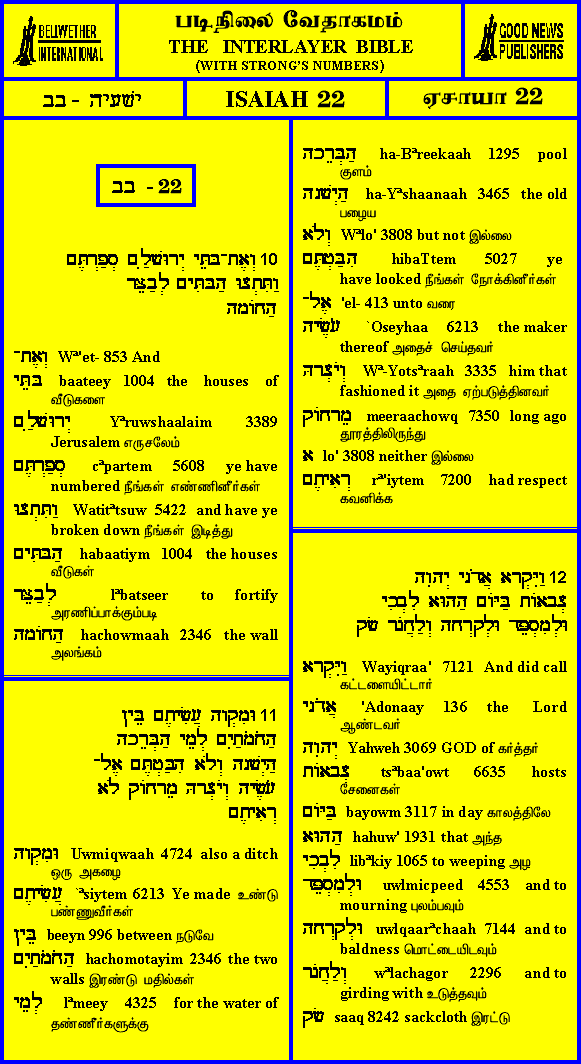 BELLWETHER
INTERNATIONAL
படிநிலை வேதாகமம்
THE INTERLAYER BIBLE
(WITH STRONG'S NUMBERS)
GOOD NEWS
PUBLISHERS
ישעיה - בב
ISAIAH 22
ஏசாயா 22
בב - 22
10 וְאֶת־בָּתֵּי יְרוּשָׁלַ͏ִם סְפַרְתֶּם
וַתִּתְצוּ הַבָּתִּים לְבַצֵּר
הַחוֹמָה
וְאֶת־ Wª'et- 853 And
בָּתֵּי baateey 1004 the houses of
வீடுகளை
יְרוּשָׁלַ͏ִם Yªruwshaalaim 3389
Jerusalem எருசலேம்
סְפַרְתֶּם cªpartem 5608 ye have
numbered நீங்கள் எண்ணினீர்கள்
וַתִּתְצוּ Watitªtsuw 5422 and have ye
broken down நீங்கள் இடித்து
הַבָּתִּים habaatiym 1004 the houses
வீடுகள்
לְבַצֵּר lªbatseer to fortify
அரணிப்பாக்கும்படி
הַחוֹמָה hachowmaah 2346 the wall
அலங்கம்
11 וּמִקְוָה עֲשִׂיתֶם בֵּין
הַחֹמֹתַיִם לְמֵי הַבְּרֵכָה
הַיְשָׁנָה וְלֹא הִבַּטְתֶּם אֶל־
עֹשֶׂיהָ וְיֹצְרָהּ מֵרָחוֹק לֹא
רְאִיתֶם
וּמִקְוָה Uwmiqwaah 4724 also a ditch
ஒரு அகழை
עֲשִׂיתֶם `ªsiytem 6213 Ye made உண்டு
பண்ணுவீர்கள்
בֵּין beeyn 996 between நடுவே
הַחֹמֹתַיִם hachomotayim 2346 the two
walls இரண்டு மதில்கள்
לְמֵי lªmeey 4325 for the water of
தண்ணீர்களுக்கு
הַבְּרֵכָה ha-Bªreekaah 1295 pool
குளம்
הַיְשָׁנָה ha-Yªshaanaah 3465 the old
பழைய
וְלֹא Wªlo' 3808 but not இல்லை
הִבַּטְתֶּם hibaTtem 5027 ye
have looked நீங்கள் நோக்கினீர்கள்
אֶל־ 'el- 413 unto வரை
עֹשֶׂיהָ `Oseyhaa 6213 the maker
thereof அதைச் செய்தவர்
וְיֹצְרָהּ Wª-Yotsªraah 3335 him that
fashioned it அதை ஏற்படுத்தினவர்
מֵרָחוֹק meeraachowq 7350 long ago
தூரத்திலிருந்து
א lo' 3808 neither இல்லை
רְאִיתֶם rª'iytem 7200 had respect
கவனிக்க
12 וַיִּקְרָא אֲדֹנָי יְהוִה
צְבָאוֹת בַּיּוֹם הַהוּא לִבְכִי
וּלְמִסְפֵּד וּלְקָרְחָה וְלַחֲגֹר שָׂק
וַיִּקְרָא Wayiqraa' 7121 And did call
கட்டளையிட்டார்
אֲדֹנָי 'Adonaay 136 the Lord
ஆண்டவர்
יְהוִה Yahweh 3069 GOD of கர்த்தர்
צְבָאוֹת tsªbaa'owt 6635 hosts
சேனைகள்
בַּיּוֹם bayowm 3117 in day காலத்திலே
הַהוּא hahuw' 1931 that அந்த
לִבְכִי libªkiy 1065 to weeping அழ
וּלְמִסְפֵּד uwlmicpeed 4553 and to
mourning புலம்பவும்
וּלְקָרְחָה uwlqaarªchaah 7144 and to
baldness மொட்டையிடவும்
וְלַחֲגֹר wªlachagor 2296 and to
girding with உடுத்தவும்
שָׂק saaq 8242 sackcloth இரட்டு